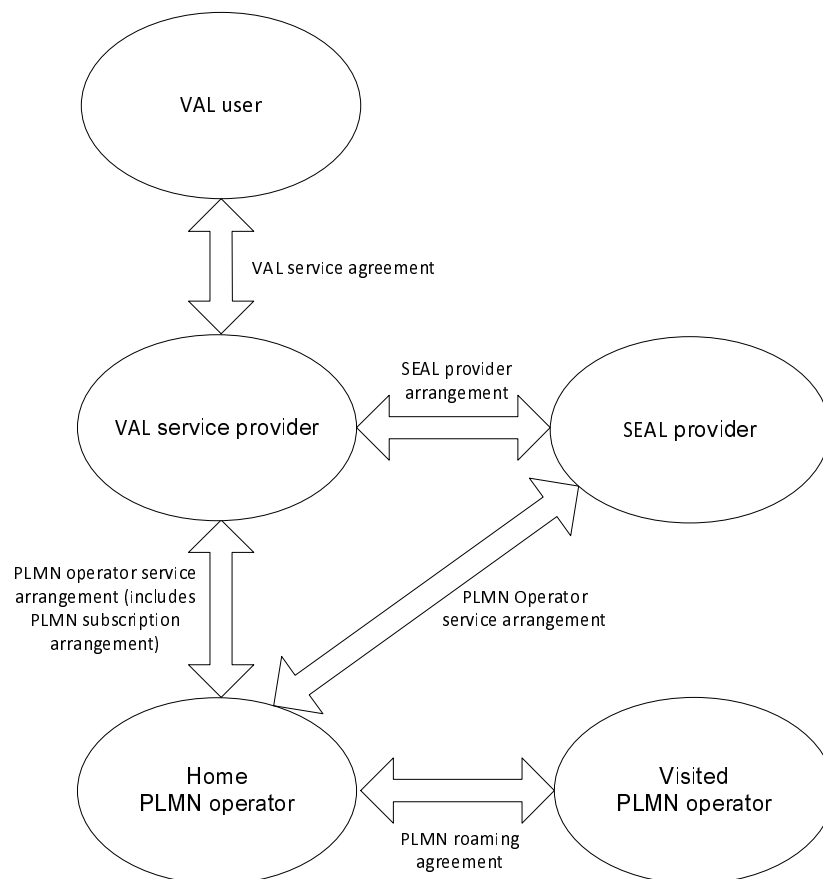 VAL user
VAL service agreement
SEAL provider
arrangement
VAL service provider
SEAL provider
PLMN operator service
arrangement (includes
PLMN subscription
arrangement)
PLMN Operator
service arrangement
Home
PLMN operator
Visited
PLMN operator
PLMN roaming
agreement